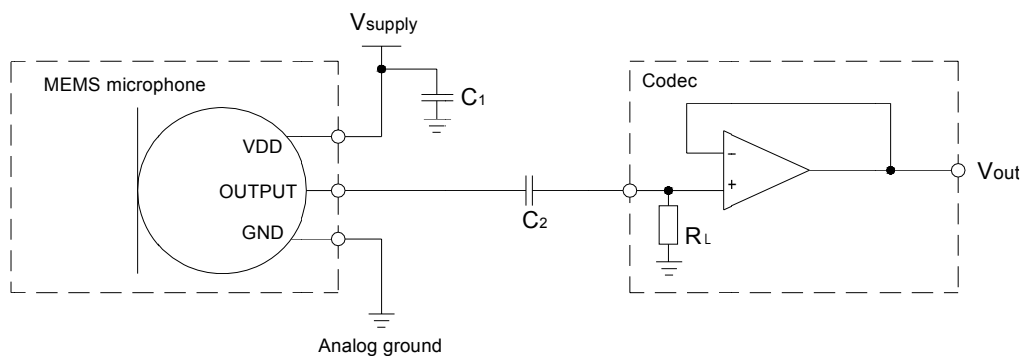 Vsupply
MEMS microphone
Codec
C1
VDD
-
OUTPUT
+
Vout
C2
GND
RL
Analog ground